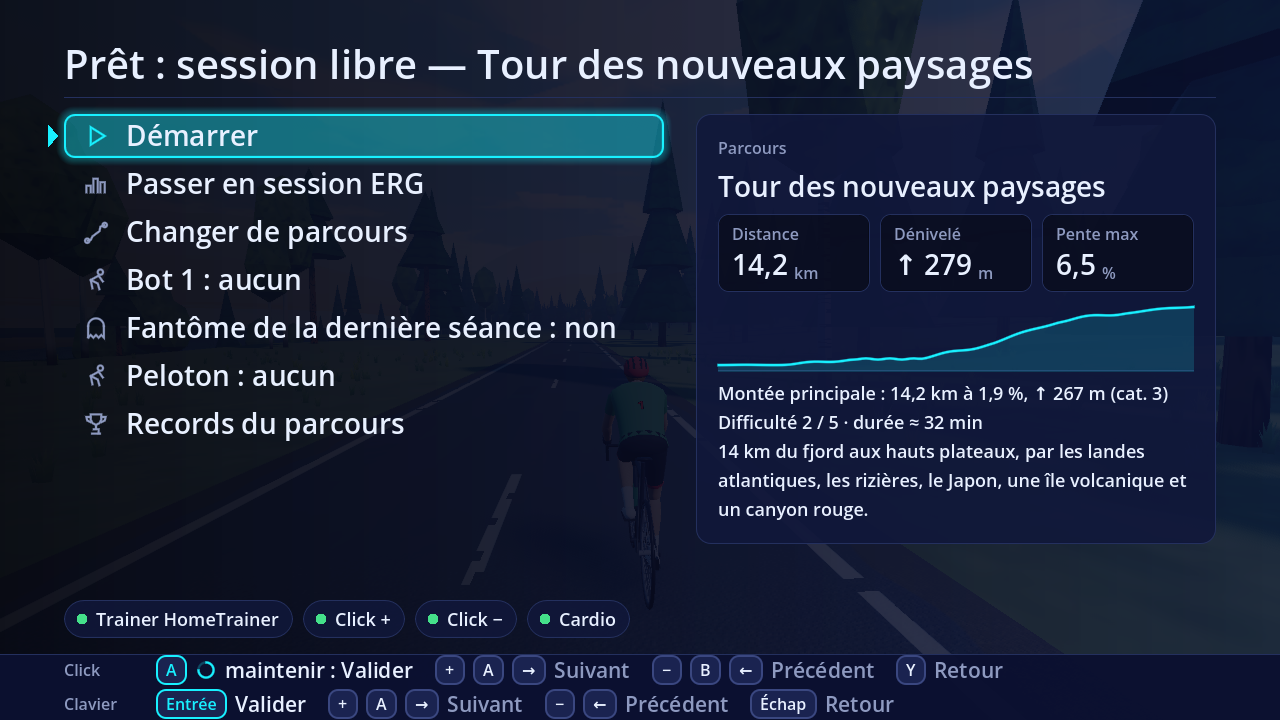 Prêt : session libre — Tour des nouveaux paysages
Démarrer
Passer en session ERG
Changer de parcours
Bot 1 : aucun
Fantôme de la dernière séance : non
Peloton : aucun
Records du parcours
Parcours
Tour des nouveaux paysages
Distance
14,2 km
Dénivelé
↑ 279 m
Pente max
6,5 %
Montée principale : 14,2 km à 1,9 %, ↑ 267 m (cat. 3)
Difficulté 2 / 5 · durée ≈ 32 min
14 km du fjord aux hauts plateaux, par les landes
atlantiques, les rizières, le Japon, une île volcanique et
un canyon rouge.
Trainer HomeTrainer
Click +
Click −
Cardio
Click A maintenir : Valider + A → Suivant − B ← Précédent Y Retour
Clavier Entrée Valider + A → Suivant − ← Précédent Échap Retour